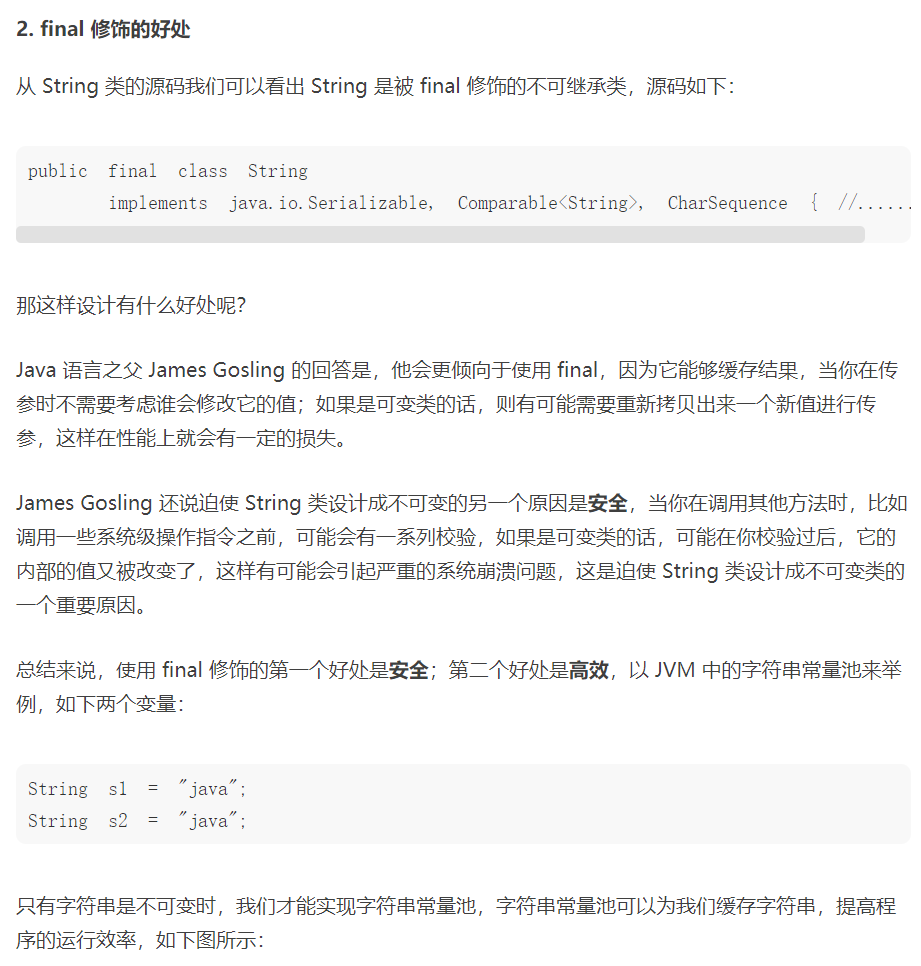 2. final 修饰的好处
从 String 类的源码我们可以看出 String 是被 final 修饰的不可继承类，源码如下：
public final class String
implements java.io.Serializable, Comparable<String>, CharSequence { //......
那这样设计有什么好处呢？
Java 语言之父 James Gosling 的回答是，他会更倾向于使用 final，因为它能够缓存结果，当你在传
参时不需要考虑谁会修改它的值；如果是可变类的话，则有可能需要重新拷贝出来一个新值进行传
参，这样在性能上就会有一定的损失。
James Gosling 还说迫使 String 类设计成不可变的另一个原因是安全，当你在调用其他方法时，比如
调用一些系统级操作指令之前，可能会有一系列校验，如果是可变类的话，可能在你校验过后，它的
内部的值又被改变了，这样有可能会引起严重的系统崩溃问题，这是迫使 String 类设计成不可变类的
一个重要原因。
总结来说，使用 final 修饰的第一个好处是安全；第二个好处是高效，以 JVM 中的字符串常量池来举
例，如下两个变量：
String s1 = "java";
String s2 = "java";
只有字符串是不可变时，我们才能实现字符串常量池，字符串常量池可以为我们缓存字符串，提高程
序的运行效率，如下图所示：